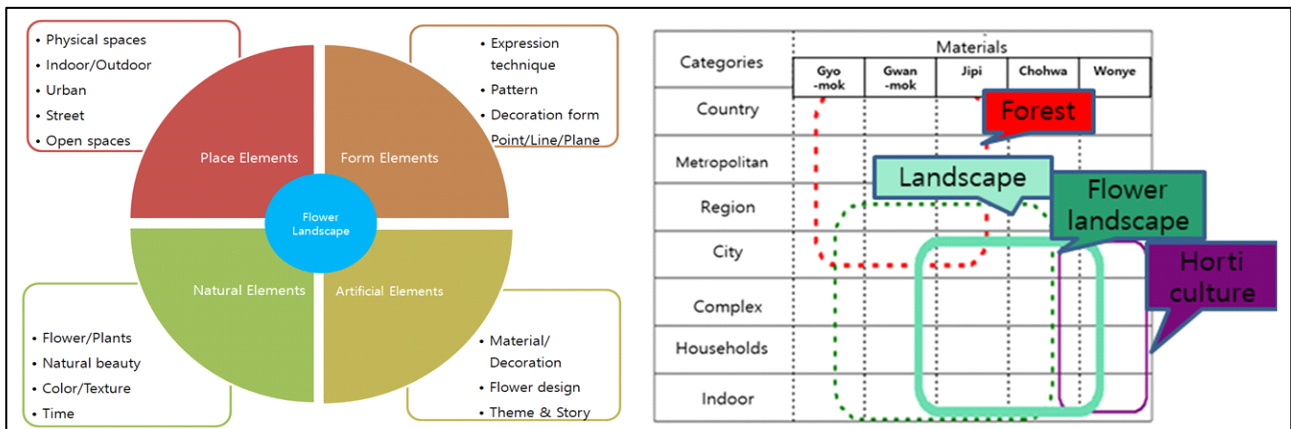 • Physical spaces
• Indoor/Outdoor
• Urban
• Street
• Open spaces
• Expression
technique
• Pattern
• Decoration form
• Point/Line/Plane
Place Elements
Form Elements
Flower
Landscape
Natural Elements
Artificial Elements
• Flower/Plants
• Natural beauty
• Color/Texture
• Time
• Material/
Decoration
• Flower design
• Theme & Story
Categories
Materials
Gyo
-mok
Gwan
-mok
Jipi
Chohwa
Wonye
Country
Metropolitan
Region
City
Complex
Households
Indoor
Forest
Landscape
Flower
landscape
Horti
culture